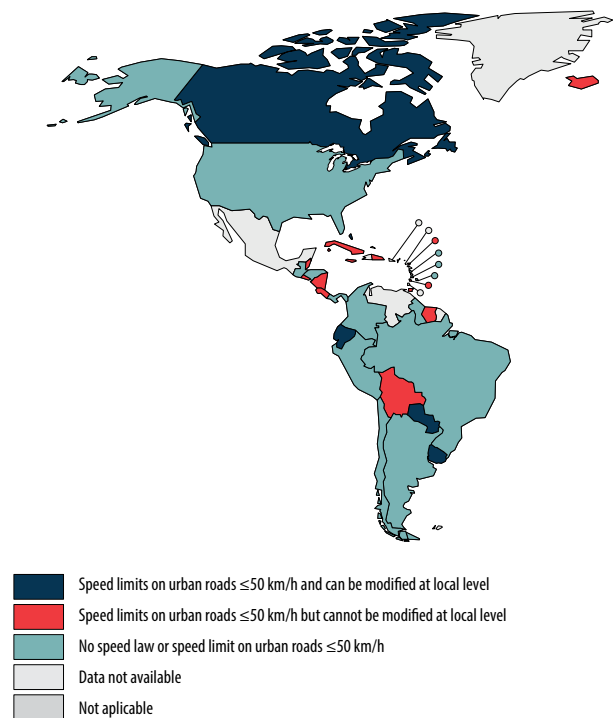 Speed limits on urban roads ≤50 km/h and can be modified at local level
Speed limits on urban roads ≤50 km/h but cannot be modified at local level
No speed law or speed limit on urban roads ≤50 km/h
Data not available
Not aplicable